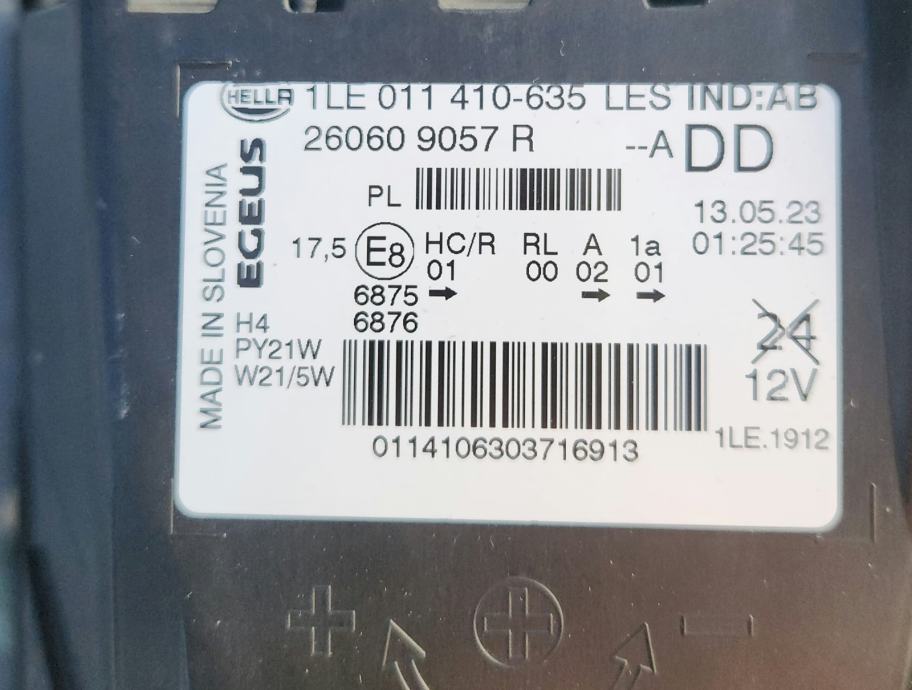 HELLA 1LE 011 410-635 LES IND:AB
26060 9057 R --A DD
PL
13.05.23
01:25:45
MADE IN SLOVENIA
EGEUS
17,5 E8 HC/R RL A 1a
01 00 02 01
6875 → → →
6876
H4
PY21W
W21/5W
24
12V
0114106303716913
1LE.1912
+ + −